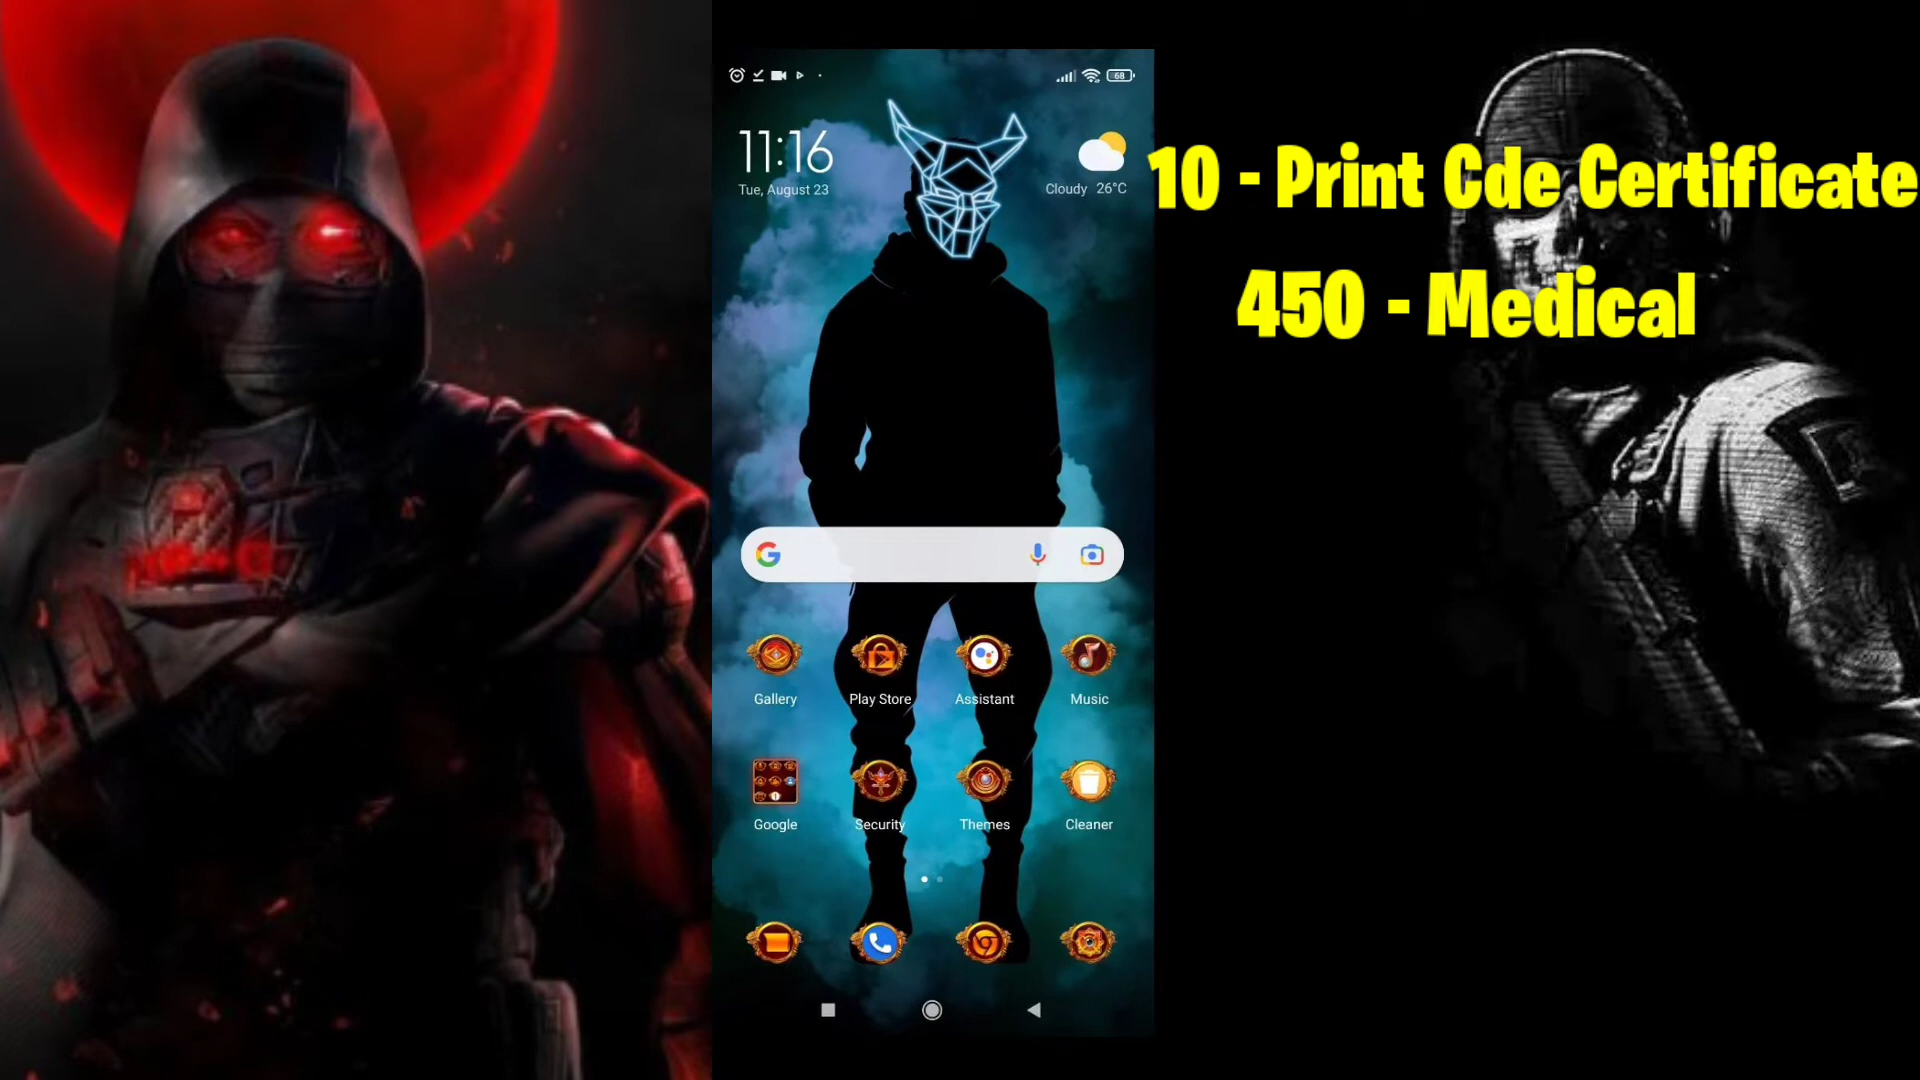 68
11:16
Tue, August 23
Cloudy 26°C
10 - Print Cde Certificate
450 - Medical
Gallery
Play Store
Assistant
Music
Google
Security
Themes
Cleaner